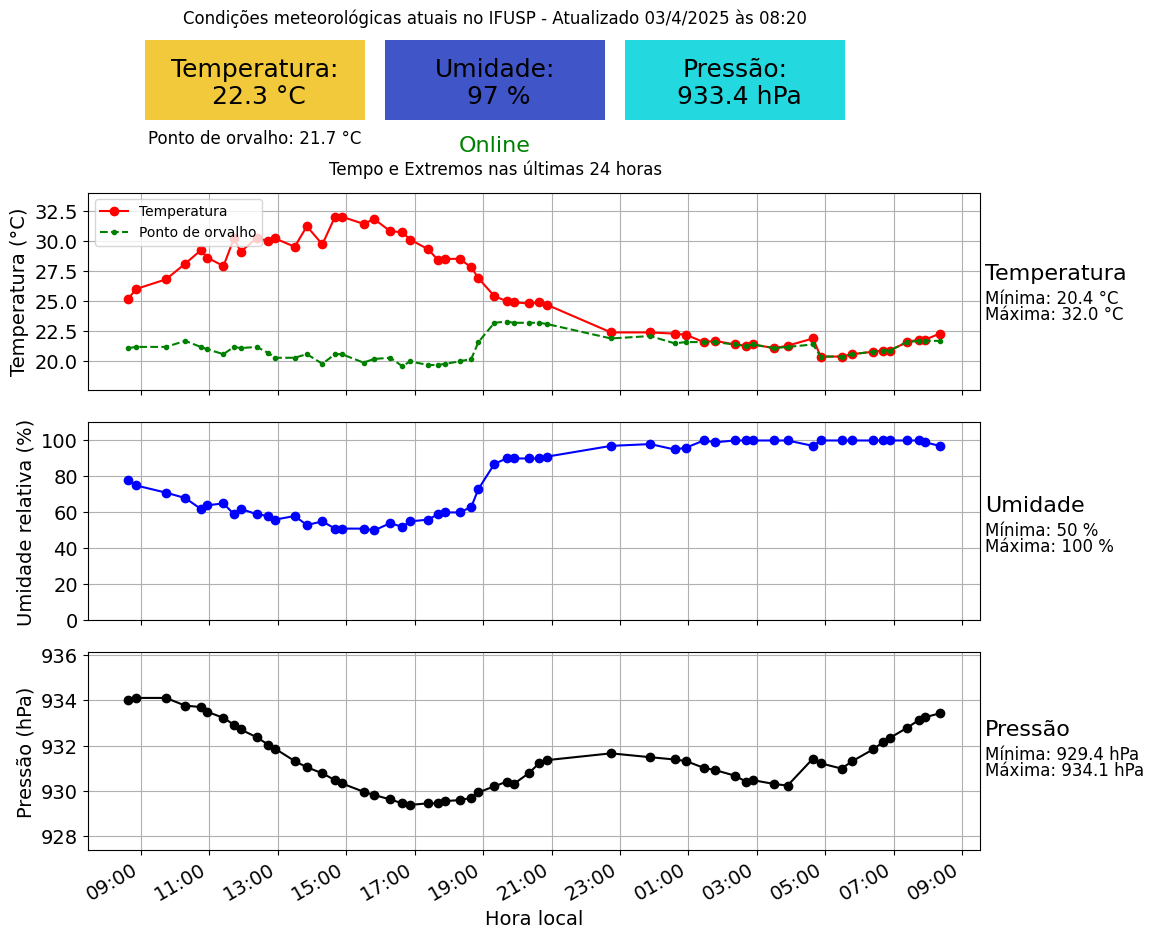 Condições meteorológicas atuais no IFUSP - Atualizado 03/4/2025 às 08:20
Temperatura:
22.3 °C
Umidade:
97 %
Pressão:
933.4 hPa
Ponto de orvalho: 21.7 °C
Online
Tempo e Extremos nas últimas 24 horas
Temperatura (°C)
32.5
30.0
27.5
25.0
22.5
20.0
Temperatura
Ponto de orvalho
Temperatura
Mínima: 20.4 °C
Máxima: 32.0 °C
Umidade relativa (%)
100
80
60
40
20
0
Umidade
Mínima: 50 %
Máxima: 100 %
Pressão (hPa)
936
934
932
930
928
Pressão
Mínima: 929.4 hPa
Máxima: 934.1 hPa
09:00
11:00
13:00
15:00
17:00
19:00
21:00
23:00
01:00
03:00
05:00
07:00
09:00
Hora local